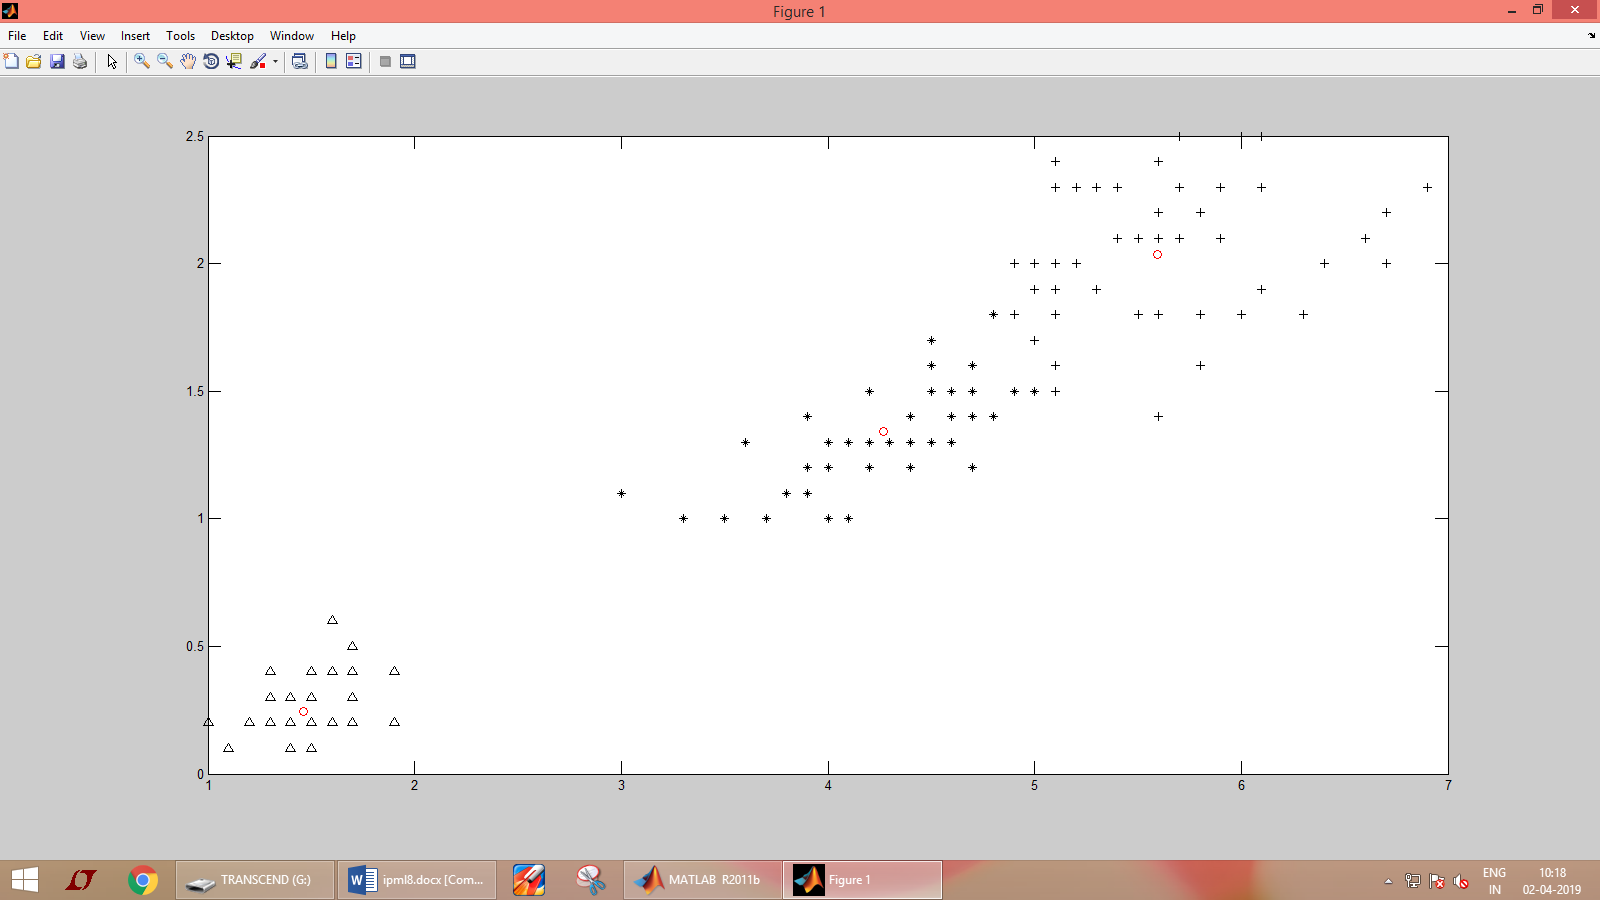 Figure 1
File Edit View Insert Tools Desktop Window Help
2.5
2
1.5
1
0.5
0
1 2 3 4 5 6 7
TRANSCEND (G:) ipml8.docx [Com... MATLAB R2011b Figure 1 ENG 10:18
IN 02-04-2019